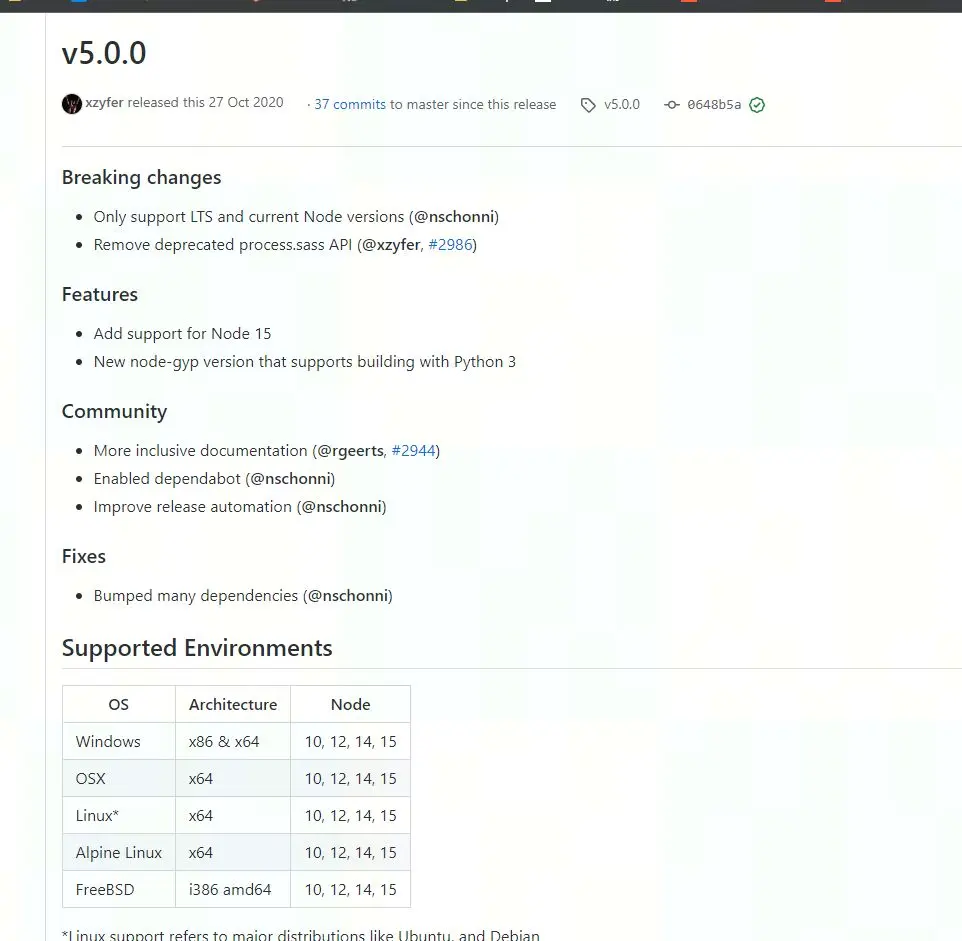 v5.0.0
xzyfer released this 27 Oct 2020 · 37 commits to master since this release v5.0.0 0648b5a
Breaking changes
• Only support LTS and current Node versions (@nschonni)
• Remove deprecated process.sass API (@xzyfer, #2986)
Features
• Add support for Node 15
• New node-gyp version that supports building with Python 3
Community
• More inclusive documentation (@rgeerts, #2944)
• Enabled dependabot (@nschonni)
• Improve release automation (@nschonni)
Fixes
• Bumped many dependencies (@nschonni)
Supported Environments
OS Architecture Node
Windows x86 & x64 10, 12, 14, 15
OSX x64 10, 12, 14, 15
Linux* x64 10, 12, 14, 15
Alpine Linux x64 10, 12, 14, 15
FreeBSD i386 amd64 10, 12, 14, 15
*Linux support refers to major distributions like Ubuntu, and Debian